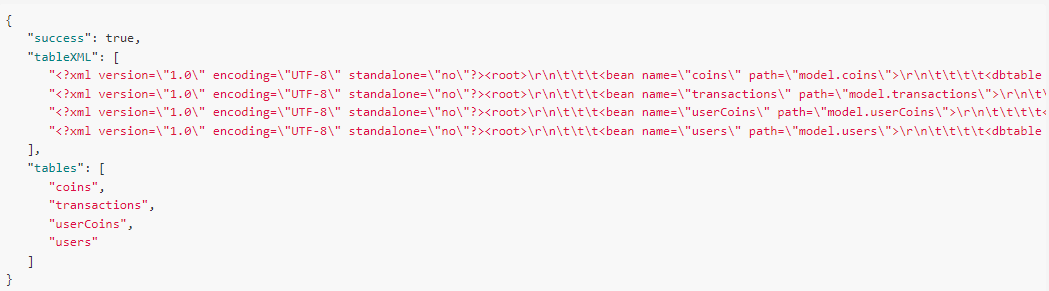 {
"success": true,
"tableXML": [
"<?xml version=\"1.0\" encoding=\"UTF-8\" standalone=\"no\"?><root>\r\n\t\t\t<bean name=\"coins\" path=\"model.coins\">\r\n\t\t\t\t<dbtable
"<?xml version=\"1.0\" encoding=\"UTF-8\" standalone=\"no\"?><root>\r\n\t\t\t<bean name=\"transactions\" path=\"model.transactions\">\r\n\t\
"<?xml version=\"1.0\" encoding=\"UTF-8\" standalone=\"no\"?><root>\r\n\t\t\t<bean name=\"userCoins\" path=\"model.userCoins\">\r\n\t\t\t\t<
"<?xml version=\"1.0\" encoding=\"UTF-8\" standalone=\"no\"?><root>\r\n\t\t\t<bean name=\"users\" path=\"model.users\">\r\n\t\t\t\t<dbtable
],
"tables": [
"coins",
"transactions",
"userCoins",
"users"
]
}